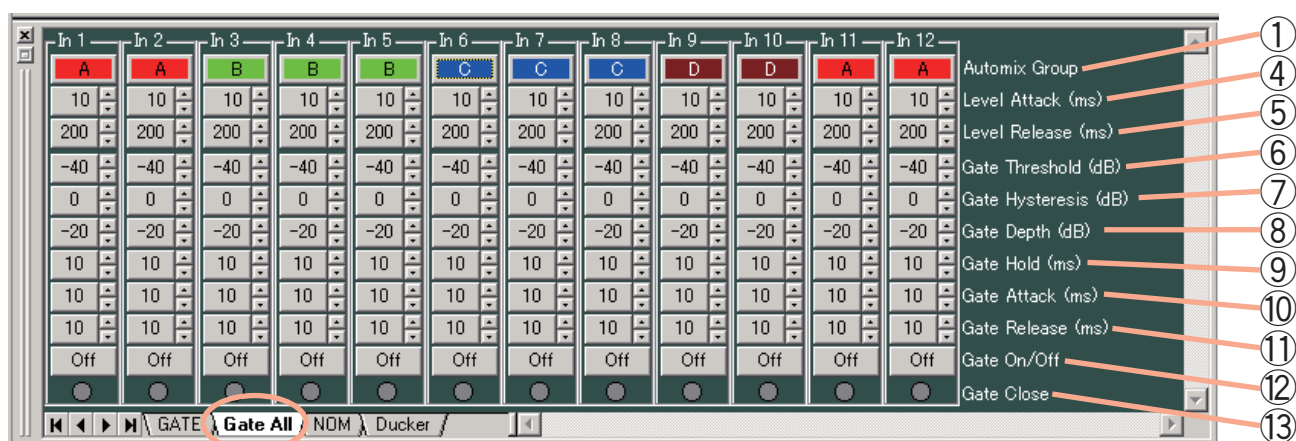 In 1 In 2 In 3 In 4 In 5 In 6 In 7 In 8 In 9 In 10 In 11 In 12 ①
A A B B B C C C D D A A Automix Group
10 10 10 10 10 10 10 10 10 10 10 10 Level Attack (ms) ④
200 200 200 200 200 200 200 200 200 200 200 200 Level Release (ms) ⑤
-40 -40 -40 -40 -40 -40 -40 -40 -40 -40 -40 -40 Gate Threshold (dB) ⑥
0 0 0 0 0 0 0 0 0 0 0 0 Gate Hysteresis (dB) ⑦
-20 -20 -20 -20 -20 -20 -20 -20 -20 -20 -20 -20 Gate Depth (dB) ⑧
10 10 10 10 10 10 10 10 10 10 10 10 Gate Hold (ms) ⑨
10 10 10 10 10 10 10 10 10 10 10 10 Gate Attack (ms) ⑩
10 10 10 10 10 10 10 10 10 10 10 10 Gate Release (ms) ⑪
Off Off Off Off Off Off Off Off Off Off Off Off Gate On/Off ⑫
Gate Close ⑬
GATE Gate All NOM Ducker